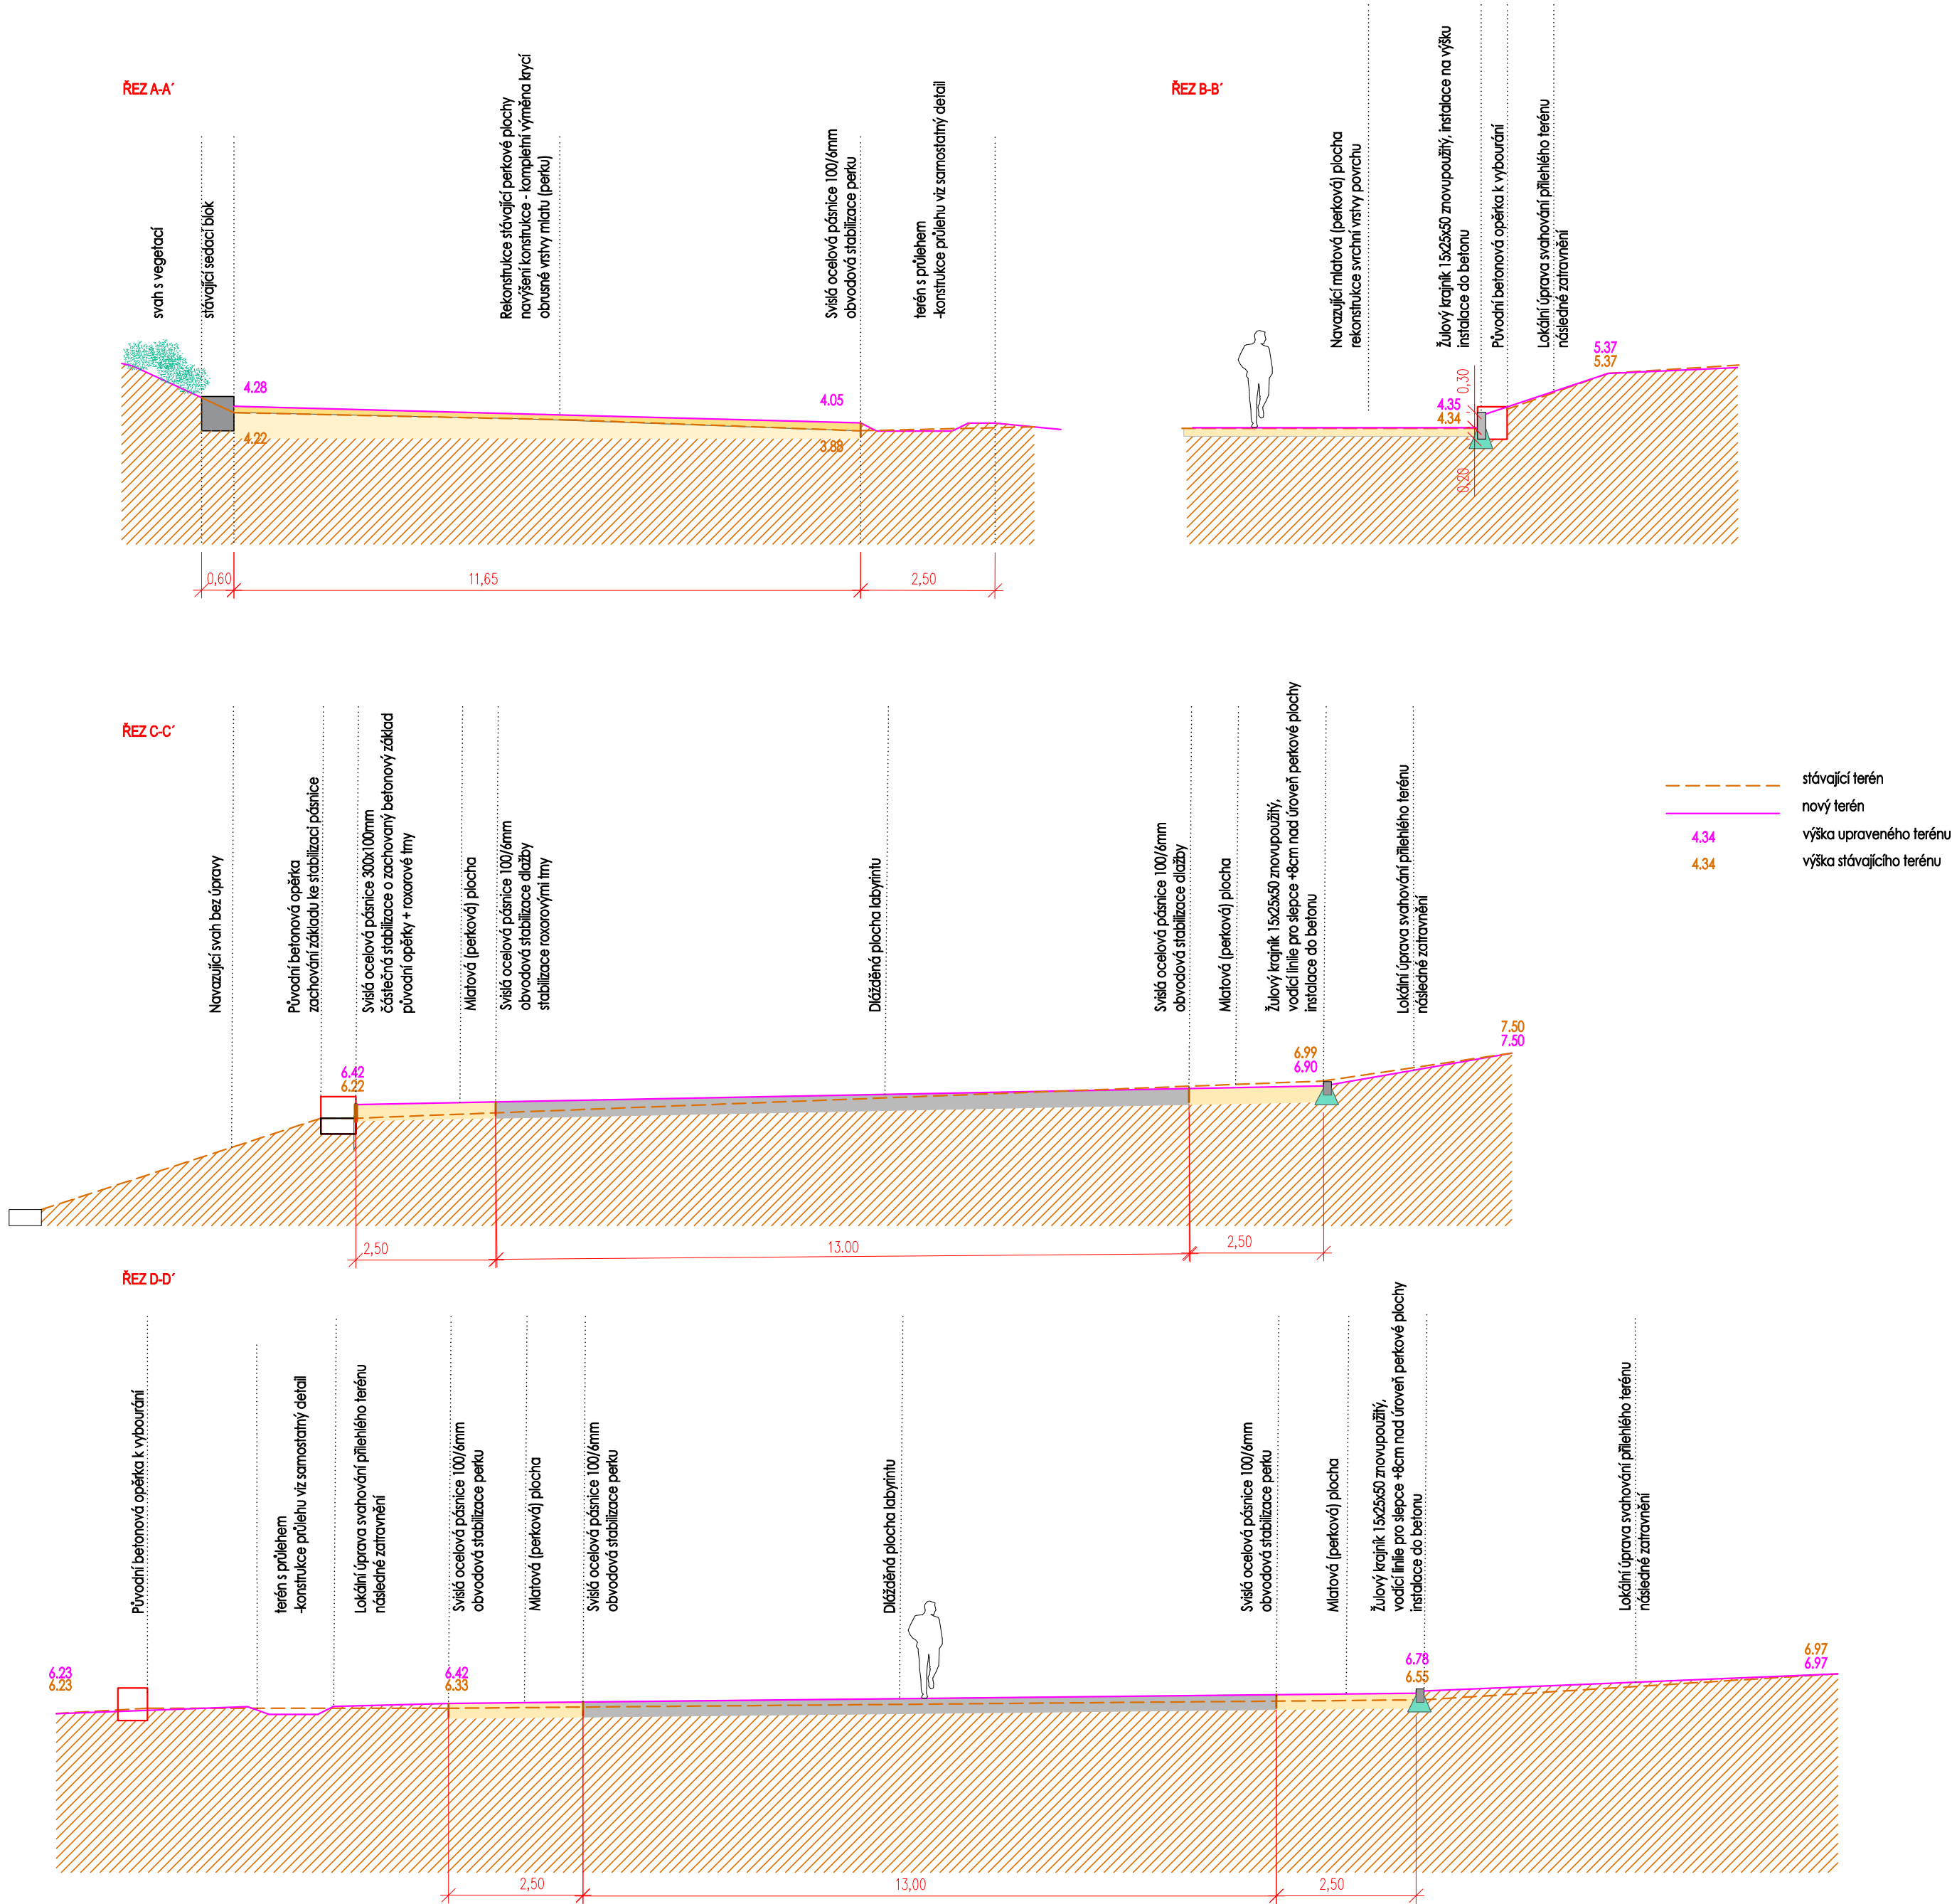 ŘEZ A-A´
svah s vegetací
stávající sedací blok
Rekonstrukce stávající perkové plochy
navýšení konstrukce - kompletní výměna krycí
obrusné vrstvy mlatu (perku)
Svislá ocelová pásnice 100/6mm
obvodová stabilizace perku
terén s průlehem
-konstrukce průlehu viz samostatný detail
4.28
4.22
4.05
3.88
0,60
11,65
2,50
ŘEZ B-B´
Navazující mlatová (perková) plocha
rekonstrukce svrchní vrstvy povrchu
Žulový krajník 15x25x50 znovupoužitý, instalace na výšku
instalace do betonu
Původní betonová opěrka k vybourání
Lokální úprava svahování přilehlého terénu
následné zatravnění
5.37
5.37
4.35
4.34
0,30
0,20
ŘEZ C-C´
Navazující svah bez úpravy
Původní betonová opěrka
zachování základu ke stabilizaci pásnice
Svislá ocelová pásnice 300x100mm
částečná stabilizace o zachovaný betonový základ
původní opěrky + roxorové trny
Mlatová (perková) plocha
Svislá ocelová pásnice 100/6mm
obvodová stabilizace dlažby
stabilizace roxorovými trny
Dlážděná plocha labyrintu
Svislá ocelová pásnice 100/6mm
obvodová stabilizace dlažby
Mlatová (perková) plocha
Žulový krajník 15x25x50 znovupoužitý,
vodící linile pro slepce +8cm nad úroveň perkové plochy
instalace do betonu
Lokální úprava svahování přilehlého terénu
následné zatravnění
6.42
6.22
6.99
6.90
7.50
7.50
2,50
13.00
2,50
stávající terén
nový terén
4.34
výška upraveného terénu
4.34
výška stávajícího terénu
ŘEZ D-D´
Původní betonová opěrka k vybourání
terén s průlehem
-konstrukce průlehu viz samostatný detail
Lokální úprava svahování přilehlého terénu
následné zatravnění
Svislá ocelová pásnice 100/6mm
obvodová stabilizace perku
Mlatová (perková) plocha
Svislá ocelová pásnice 100/6mm
obvodová stabilizace perku
Dlážděná plocha labyrintu
Svislá ocelová pásnice 100/6mm
obvodová stabilizace perku
Mlatová (perková) plocha
Žulový krajník 15x25x50 znovupoužitý,
vodící linile pro slepce +8cm nad úroveň perkové plochy
instalace do betonu
Lokální úprava svahování přilehlého terénu
následné zatravnění
6.23
6.23
6.42
6.33
6.78
6.55
6.97
6.97
2,50
13,00
2,50